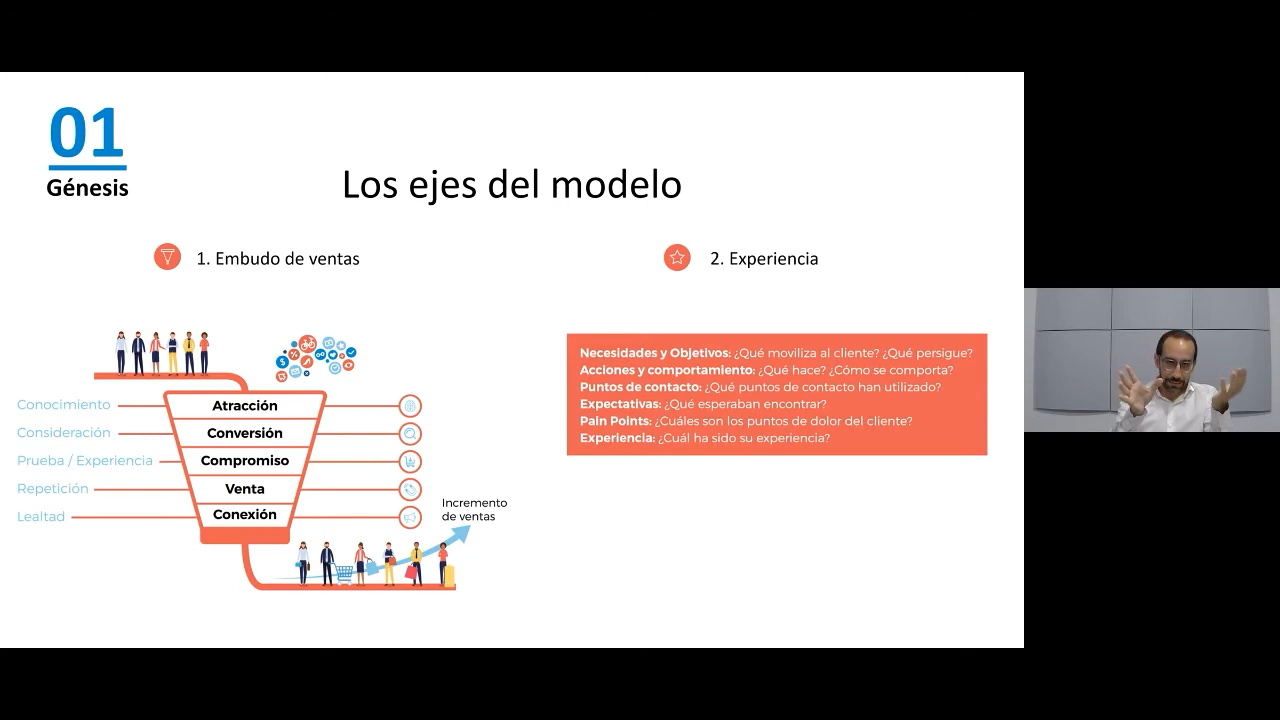 01
Génesis
Los ejes del modelo
1. Embudo de ventas
2. Experiencia
Conocimiento
Consideración
Prueba / Experiencia
Repetición
Lealtad
Atracción
Conversión
Compromiso
Venta
Conexión
Incremento
de ventas
Necesidades y Objetivos: ¿Qué moviliza al cliente? ¿Qué persigue?
Acciones y comportamiento: ¿Qué hace? ¿Cómo se comporta?
Puntos de contacto: ¿Qué puntos de contacto han utilizado?
Expectativas: ¿Qué esperaban encontrar?
Pain Points: ¿Cuáles son los puntos de dolor del cliente?
Experiencia: ¿Cuál ha sido su experiencia?